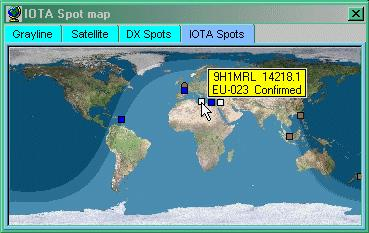 IOTA Spot map
Grayline
Satellite
DX Spots
IOTA Spots
9H1MRL 14218.1
EU-023 Confirmed